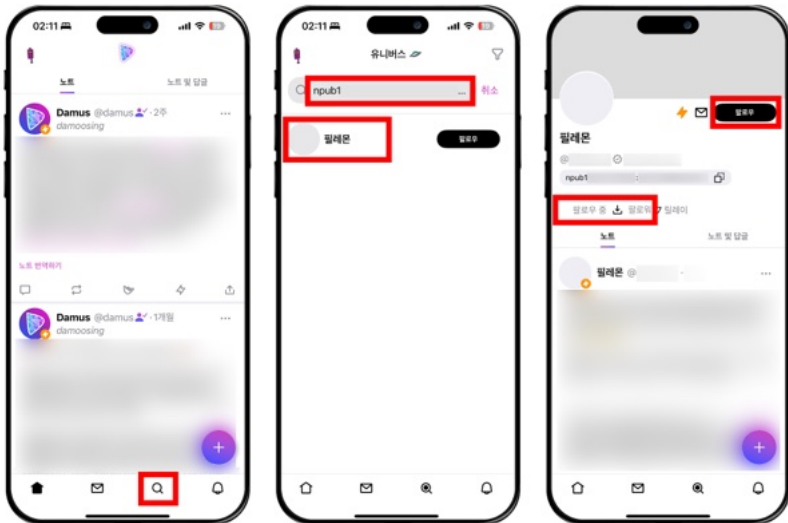 02:11
노트 노트 및 답글
Damus @damus · 2주
damoosing
노트 번역하기
Damus @damus · 1개월
damoosing
02:11
유니버스
npub1 ...
취소
필레몬
팔로우
팔로우
필레몬
@
npub1 :
팔로우 중 팔로워 7 릴레이
노트 노트 및 답글
필레몬 @ ·